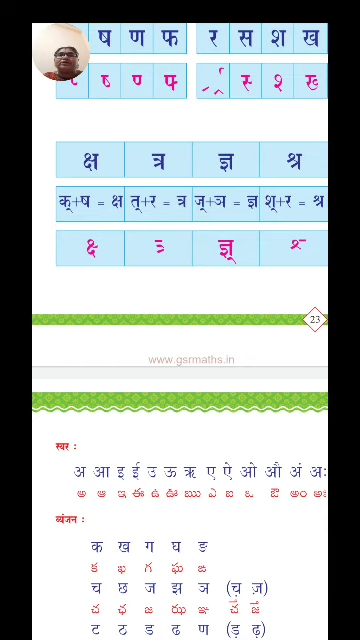 ष ण फ र स श ख
क्ष त्र ज्ञ श्र
क्+ष = क्ष त्+र = त्र ज्+ञ = ज्ञ श्+र = श्र
23
www.gsrmaths.in
स्वर :
अ आ इ ई उ ऊ ऋ ए ऐ ओ औ अं अः
అ ఆ ఇ ఈ ఉ ఊ ఋ ఏ ఐ ఓ ఔ అం అః
व्यंजन :
क ख ग घ ङ
క ఖ గ ఘ ఙ
च छ ज झ ञ (च़ ज़)
చ ఛ జ ఝ ఞ
ट ठ ड ढ ण (ड़ ढ़)